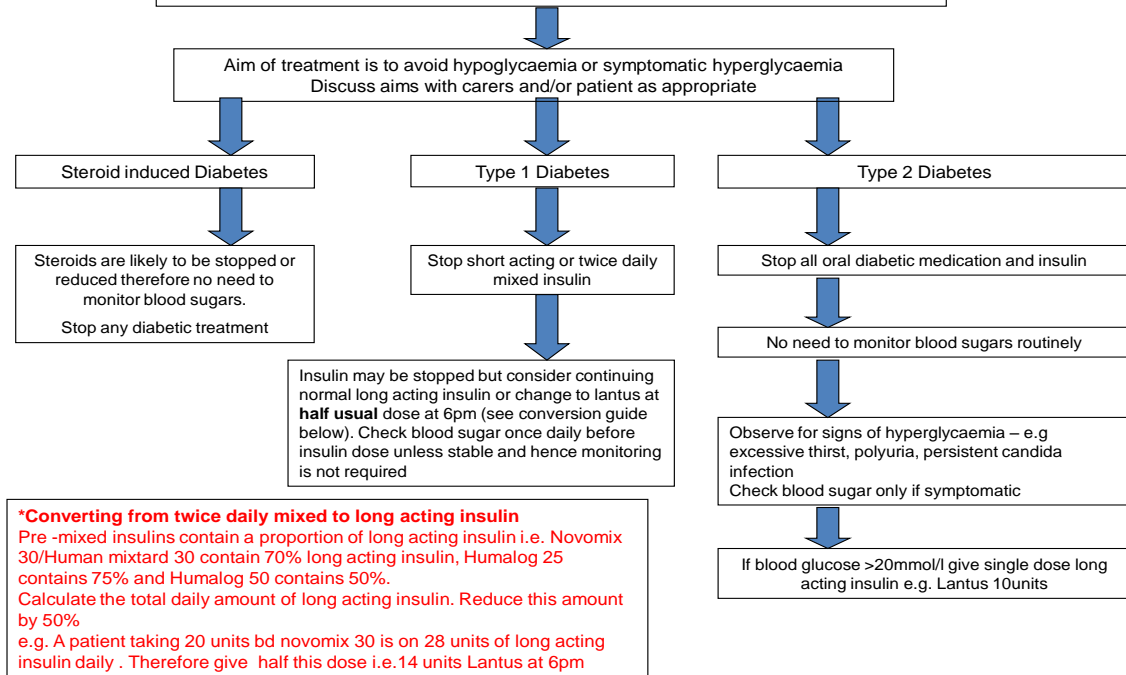 Aim of treatment is to avoid hypoglycaemia or symptomatic hyperglycaemia
Discuss aims with carers and/or patient as appropriate
Steroid induced Diabetes
Type 1 Diabetes
Type 2 Diabetes
Steroids are likely to be stopped or
reduced therefore no need to
monitor blood sugars.
Stop any diabetic treatment
Stop short acting or twice daily
mixed insulin
Stop all oral diabetic medication and insulin
No need to monitor blood sugars routinely
Insulin may be stopped but consider continuing
normal long acting insulin or change to lantus at
half usual dose at 6pm (see conversion guide
below). Check blood sugar once daily before
insulin dose unless stable and hence monitoring
is not required
Observe for signs of hyperglycaemia – e.g
excessive thirst, polyuria, persistent candida
infection
Check blood sugar only if symptomatic
If blood glucose >20mmol/l give single dose long
acting insulin e.g. Lantus 10units
*Converting from twice daily mixed to long acting insulin
Pre -mixed insulins contain a proportion of long acting insulin i.e. Novomix
30/Human mixtard 30 contain 70% long acting insulin, Humalog 25
contains 75% and Humalog 50 contains 50%.
Calculate the total daily amount of long acting insulin. Reduce this amount
by 50%
e.g. A patient taking 20 units bd novomix 30 is on 28 units of long acting
insulin daily . Therefore give half this dose i.e.14 units Lantus at 6pm